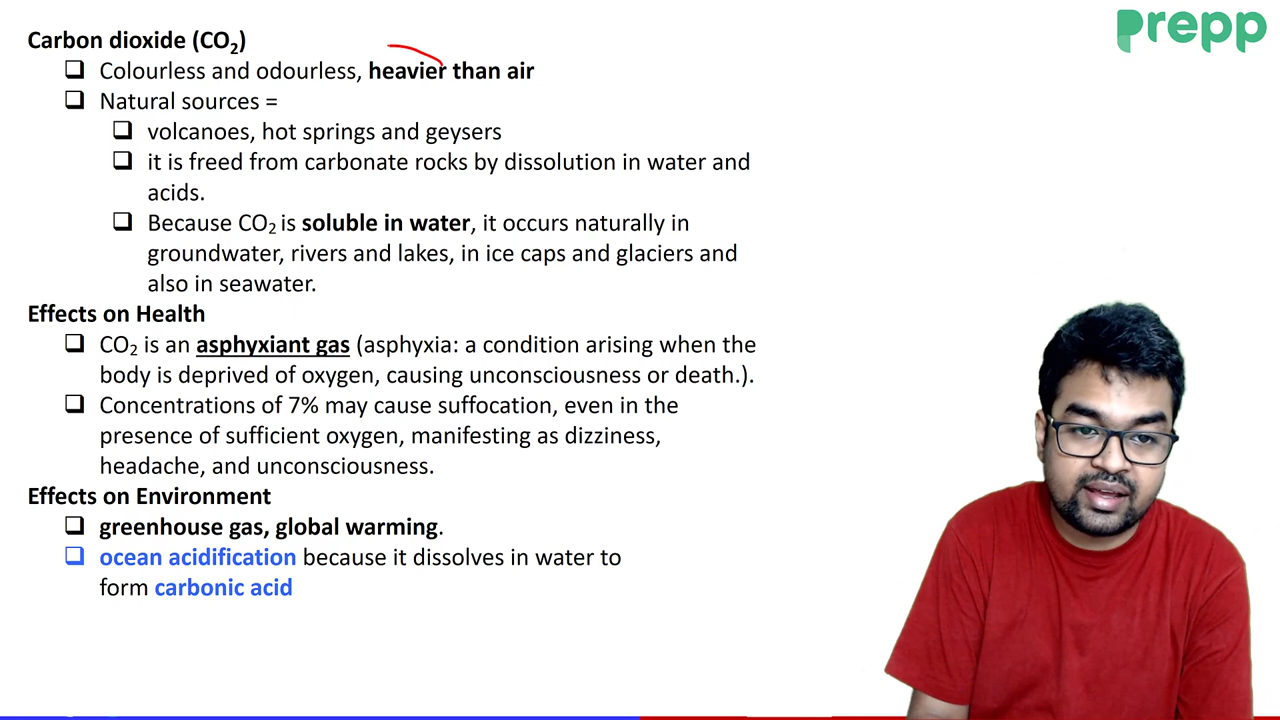 prepp
Carbon dioxide (CO₂)
❑ Colourless and odourless, heavier than air
❑ Natural sources =
❑ volcanoes, hot springs and geysers
❑ it is freed from carbonate rocks by dissolution in water and
acids.
❑ Because CO₂ is soluble in water, it occurs naturally in
groundwater, rivers and lakes, in ice caps and glaciers and
also in seawater.
Effects on Health
❑ CO₂ is an asphyxiant gas (asphyxia: a condition arising when the
body is deprived of oxygen, causing unconsciousness or death.).
❑ Concentrations of 7% may cause suffocation, even in the
presence of sufficient oxygen, manifesting as dizziness,
headache, and unconsciousness.
Effects on Environment
❑ greenhouse gas, global warming.
❑ ocean acidification because it dissolves in water to
form carbonic acid